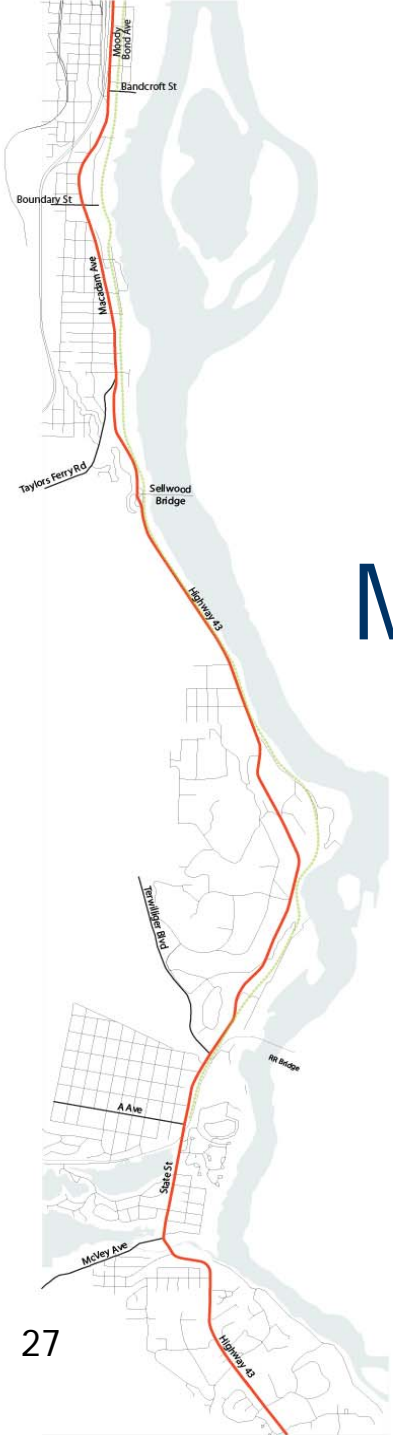 Moody
Bond Ave
Bandcroft St
Boundary St
Macadam Ave
Taylors Ferry Rd
Sellwood
Bridge
Highway 43
M
Terwilliger Blvd
RR Bridge
A Ave
State St
McVey Ave
27
Highway 43